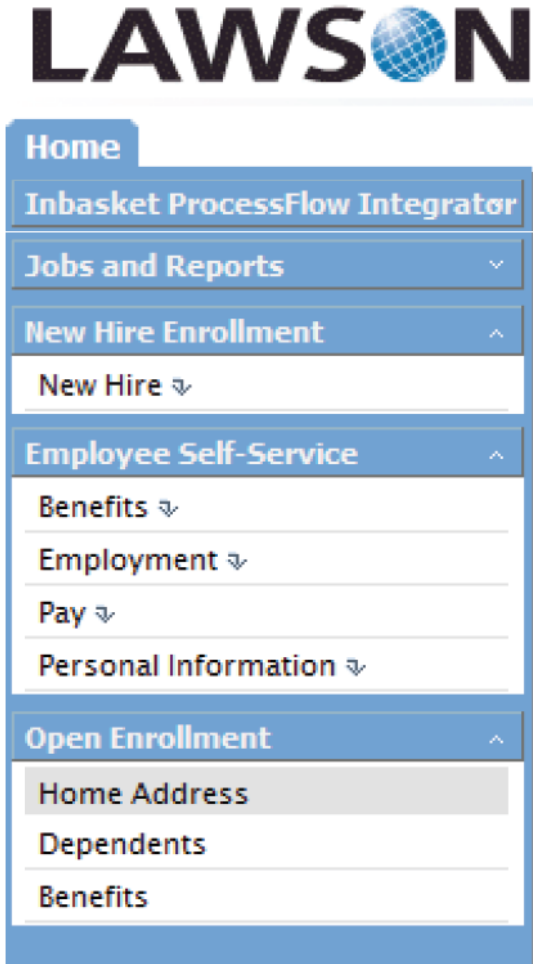 LAWSON
Home
Inbasket ProcessFlow Integrator
Jobs and Reports
New Hire Enrollment
New Hire
Employee Self-Service
Benefits
Employment
Pay
Personal Information
Open Enrollment
Home Address
Dependents
Benefits